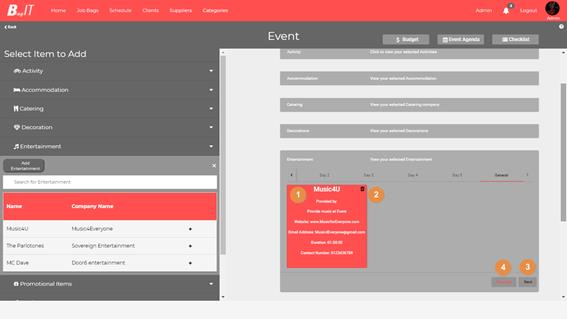 BagIT
Home
Job Bags
Schedule
Clients
Suppliers
Categories
Admin
Logout
Admin
Back
Event
Budget
Event Agenda
Checklist
Select Item to Add
Activity
Accommodation
Catering
Decoration
Entertainment
Add Entertainment
×
Search for Entertainment
Name Company Name
Music4U Music4Everyone +
The Parlotones Sovereign Entertainment +
MC Dave Door6 entertainment +
Promotional Items
Activity Click to view your selected Activities
Accommodation View your selected Accommodation
Catering View your selected Catering company
Decorations View your selected Decorations
Entertainment View your selected Entertainment
Day 2 Day 3 Day 4 Day 5 General
1 Music4U 2
Provided by
Provide music at Event
Website: www.MusicforEveryone.com
Email Address: Music4Everyone@gmail.com
Duration: 01:00:00
Contact Number: 0123456789
4 3
Previous Next